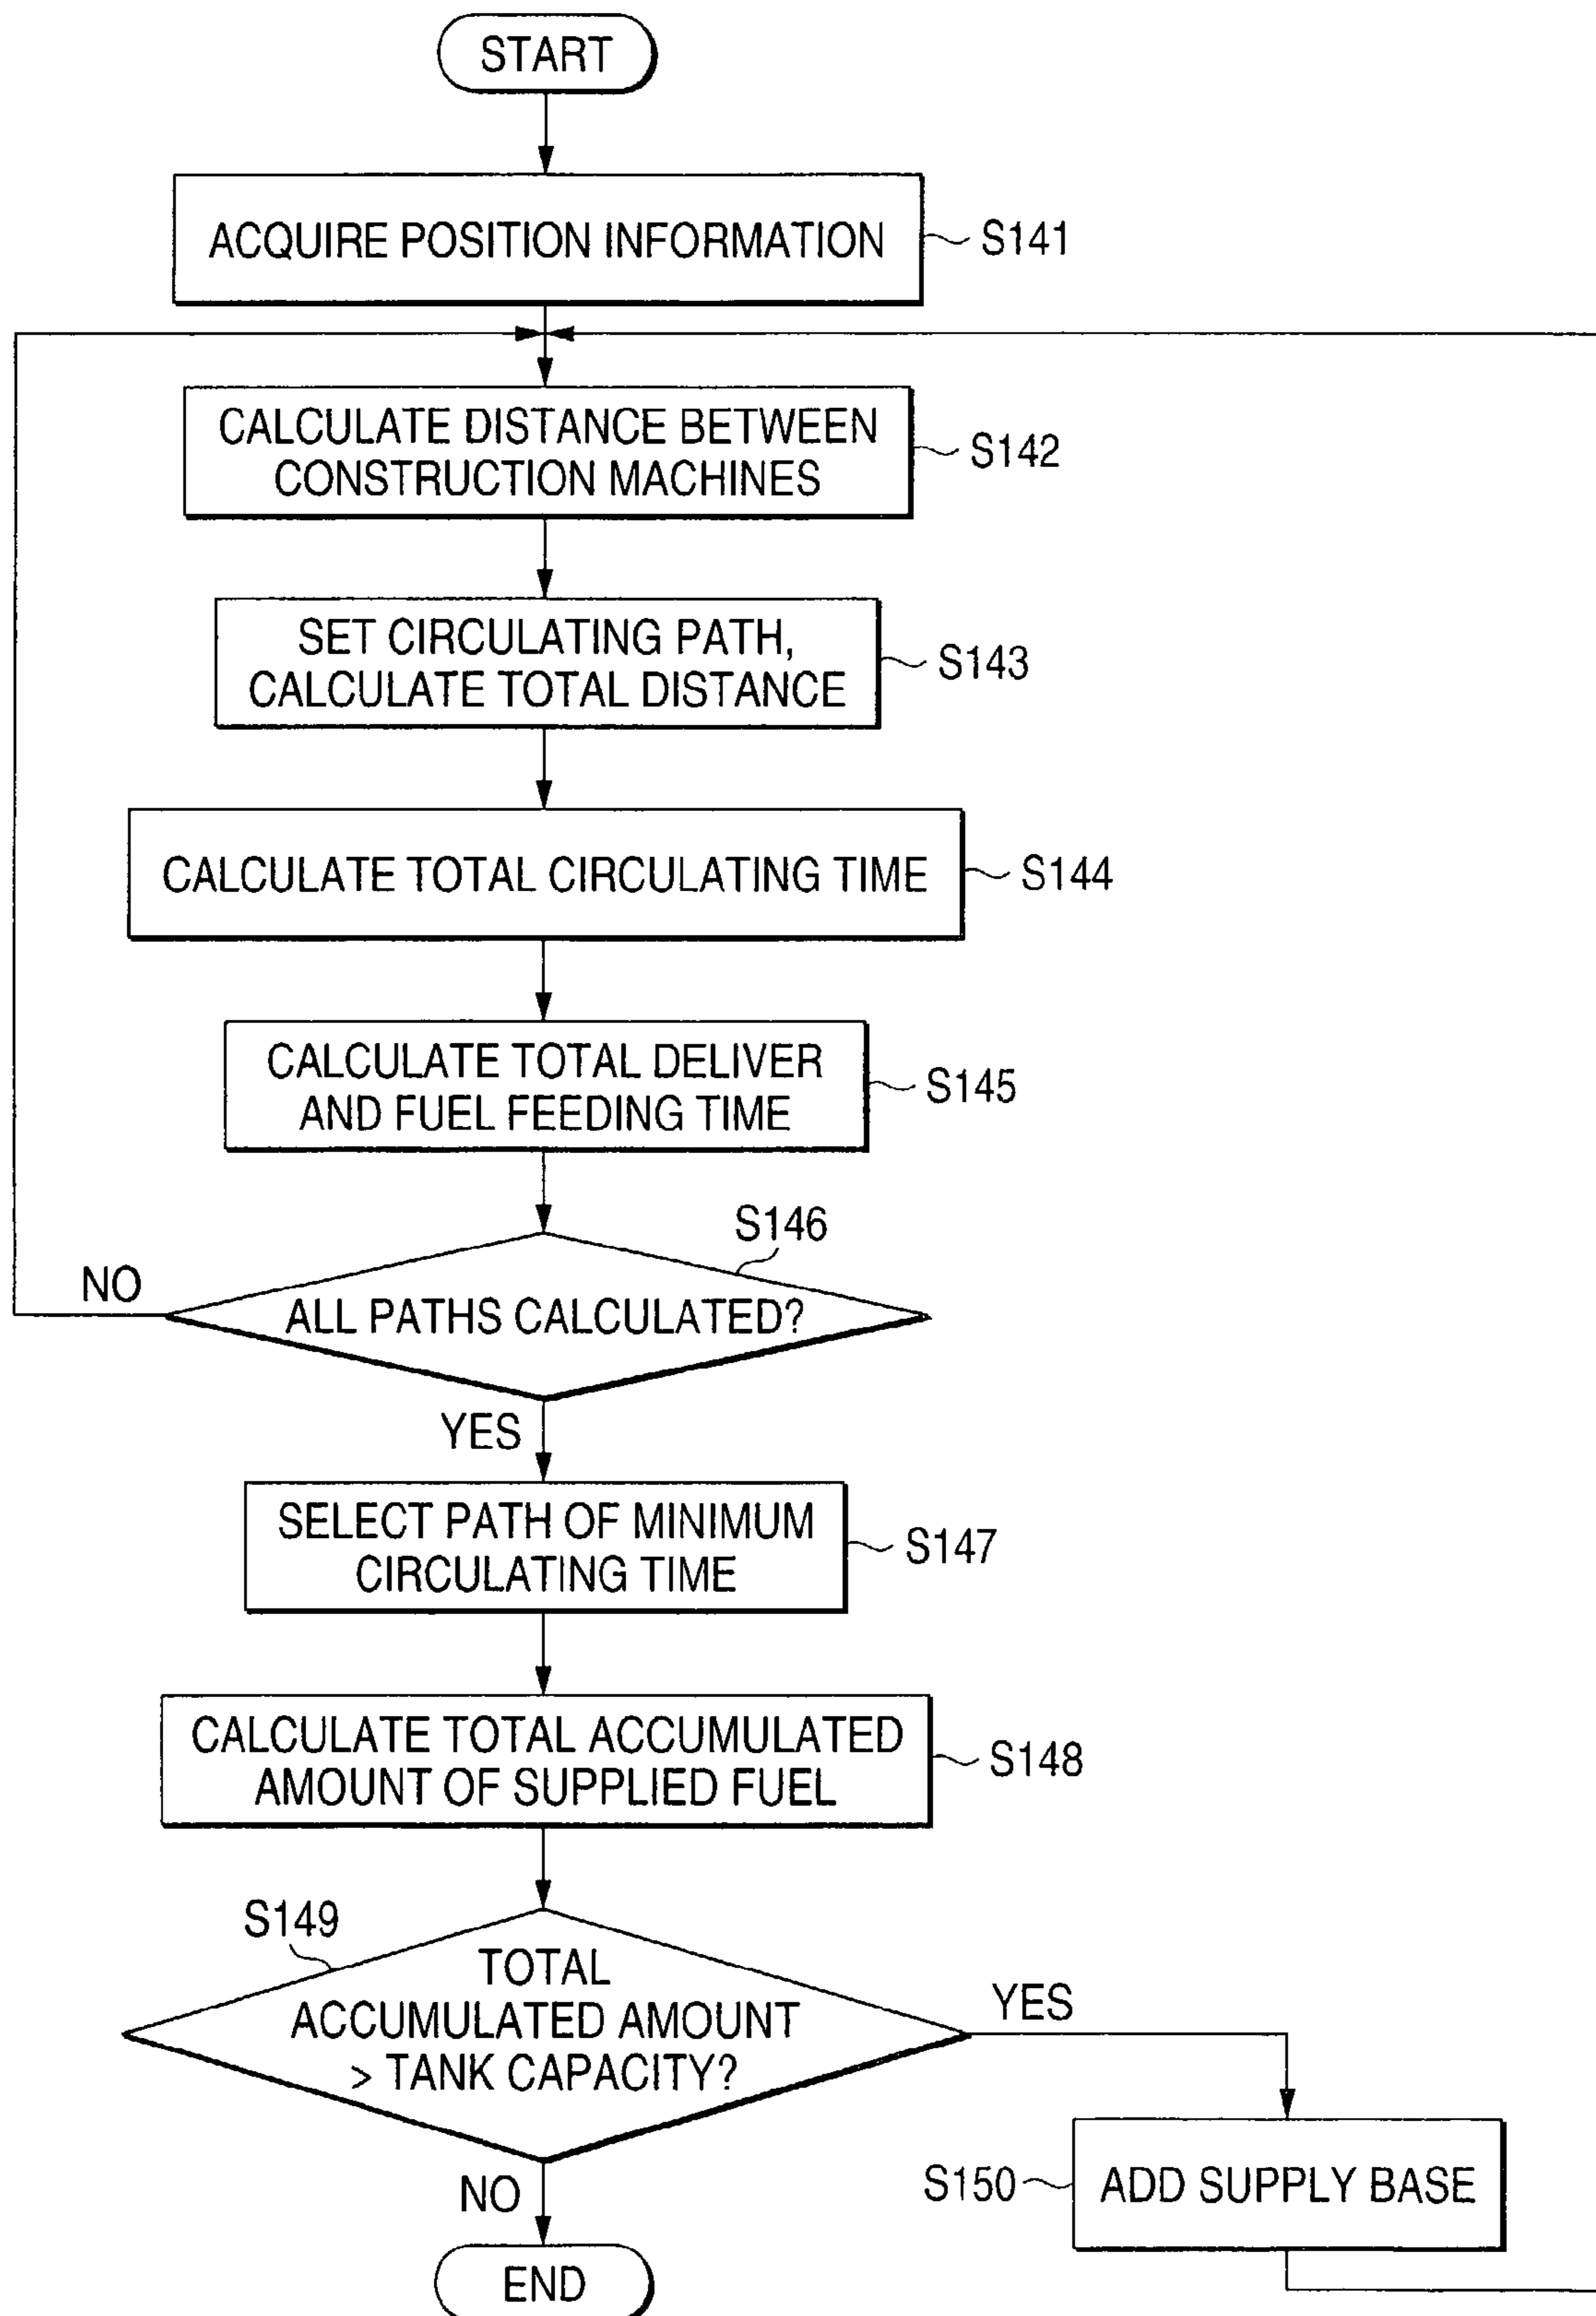 START
ACQUIRE POSITION INFORMATION
S141
CALCULATE DISTANCE BETWEEN
CONSTRUCTION MACHINES
S142
SET CIRCULATING PATH,
CALCULATE TOTAL DISTANCE
S143
CALCULATE TOTAL CIRCULATING TIME
S144
CALCULATE TOTAL DELIVER
AND FUEL FEEDING TIME
S145
S146
NO
ALL PATHS CALCULATED?
YES
SELECT PATH OF MINIMUM
CIRCULATING TIME
S147
CALCULATE TOTAL ACCUMULATED
AMOUNT OF SUPPLIED FUEL
S148
S149
TOTAL
ACCUMULATED AMOUNT
> TANK CAPACITY?
YES
NO
S150
ADD SUPPLY BASE
END